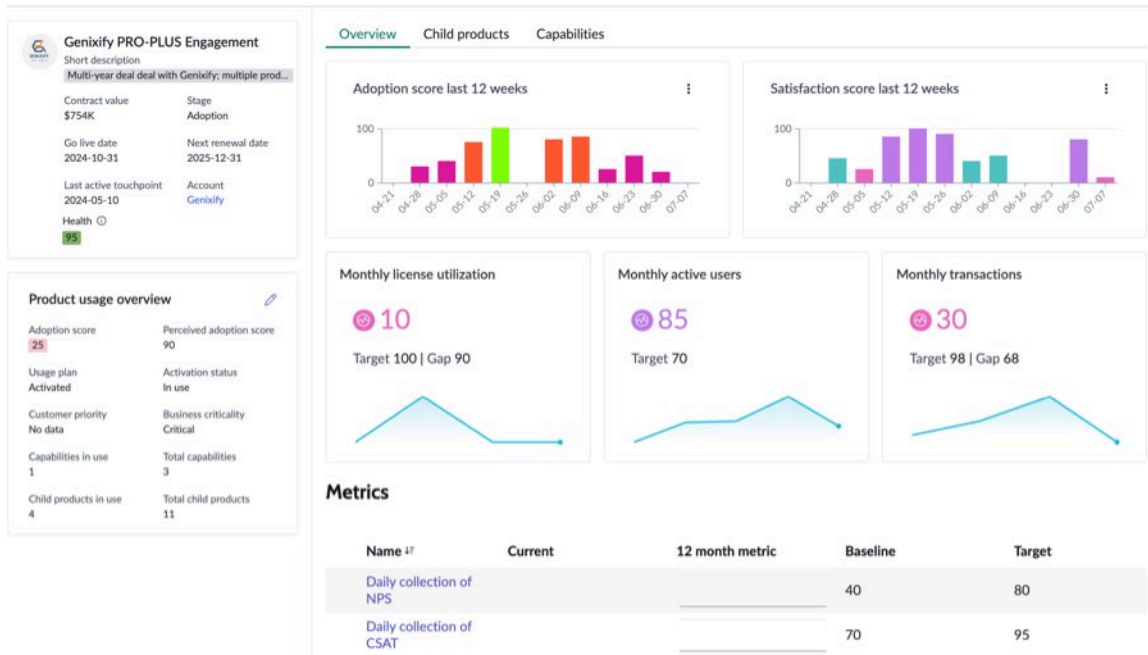 Genixify PRO-PLUS Engagement
Short description
Multi-year deal deal with Genixify; multiple prod...
Contract value
Stage
$754K
Adoption
Go live date
Next renewal date
2024-10-31
2025-12-31
Last active touchpoint
Account
2024-05-10
Genixify
Health
95
Product usage overview
Adoption score
Perceived adoption score
25
90
Usage plan
Activation status
Activated
In use
Customer priority
Business criticality
No data
Critical
Capabilities in use
Total capabilities
1
3
Child products in use
Total child products
4
11
Overview
Child products
Capabilities
Adoption score last 12 weeks
100
0
04-21
04-28
05-05
05-12
05-19
05-26
06-02
06-09
06-16
06-23
06-30
07-07
Satisfaction score last 12 weeks
100
0
04-21
04-28
05-05
05-12
05-19
05-26
06-02
06-09
06-16
06-23
06-30
07-07
Monthly license utilization
10
Target 100 | Gap 90
Monthly active users
85
Target 70
Monthly transactions
30
Target 98 | Gap 68
Metrics
Name
Current
12 month metric
Baseline
Target
Daily collection of
NPS
40
80
Daily collection of
CSAT
70
95